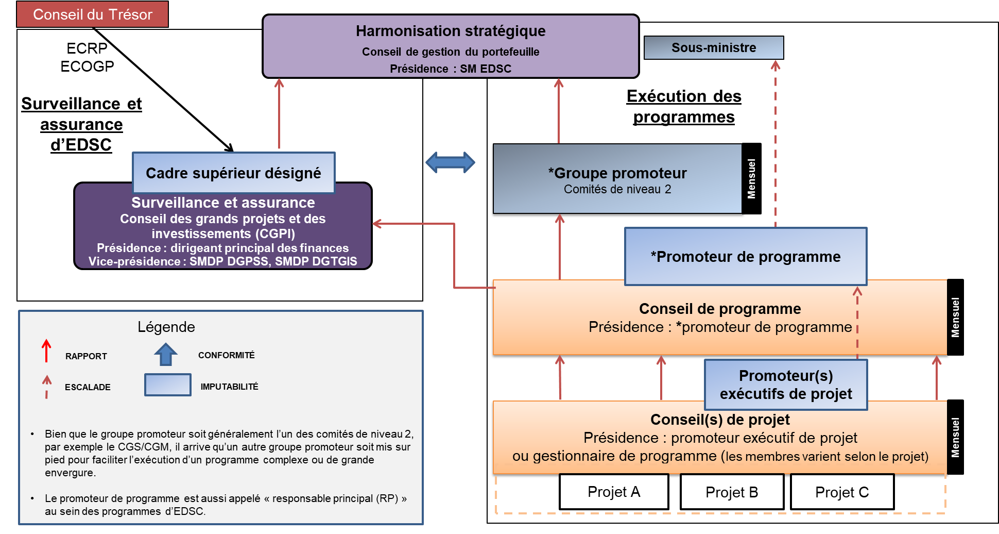 Conseil du Trésor
ECRP
ECOGP
Surveillance et
assurance
d’EDSC
Harmonisation stratégique
Conseil de gestion du portefeuille
Présidence : SM EDSC
Sous-ministre
Exécution des
programmes
Cadre supérieur désigné
Surveillance et assurance
Conseil des grands projets et des
investissements (CGPI)
Présidence : dirigeant principal des finances
Vice-présidence : SMDP DGPSS, SMDP DGTGIS
*Groupe promoteur
Comités de niveau 2
Mensuel
*Promoteur de programme
Conseil de programme
Présidence : *promoteur de programme
Mensuel
Promoteur(s)
exécutifs de projet
Conseil(s) de projet
Présidence : promoteur exécutif de projet
ou gestionnaire de programme (les membres varient selon le projet)
Mensuel
Projet A
Projet B
Projet C
Légende
RAPPORT
CONFORMITÉ
ESCALADE
IMPUTABILITÉ
• Bien que le groupe promoteur soit généralement l’un des comités de niveau 2,
par exemple le CGS/CGM, il arrive qu’un autre groupe promoteur soit mis sur
pied pour faciliter l’exécution d’un programme complexe ou de grande
envergure.
• Le promoteur de programme est aussi appelé « responsable principal (RP) »
au sein des programmes d’EDSC.